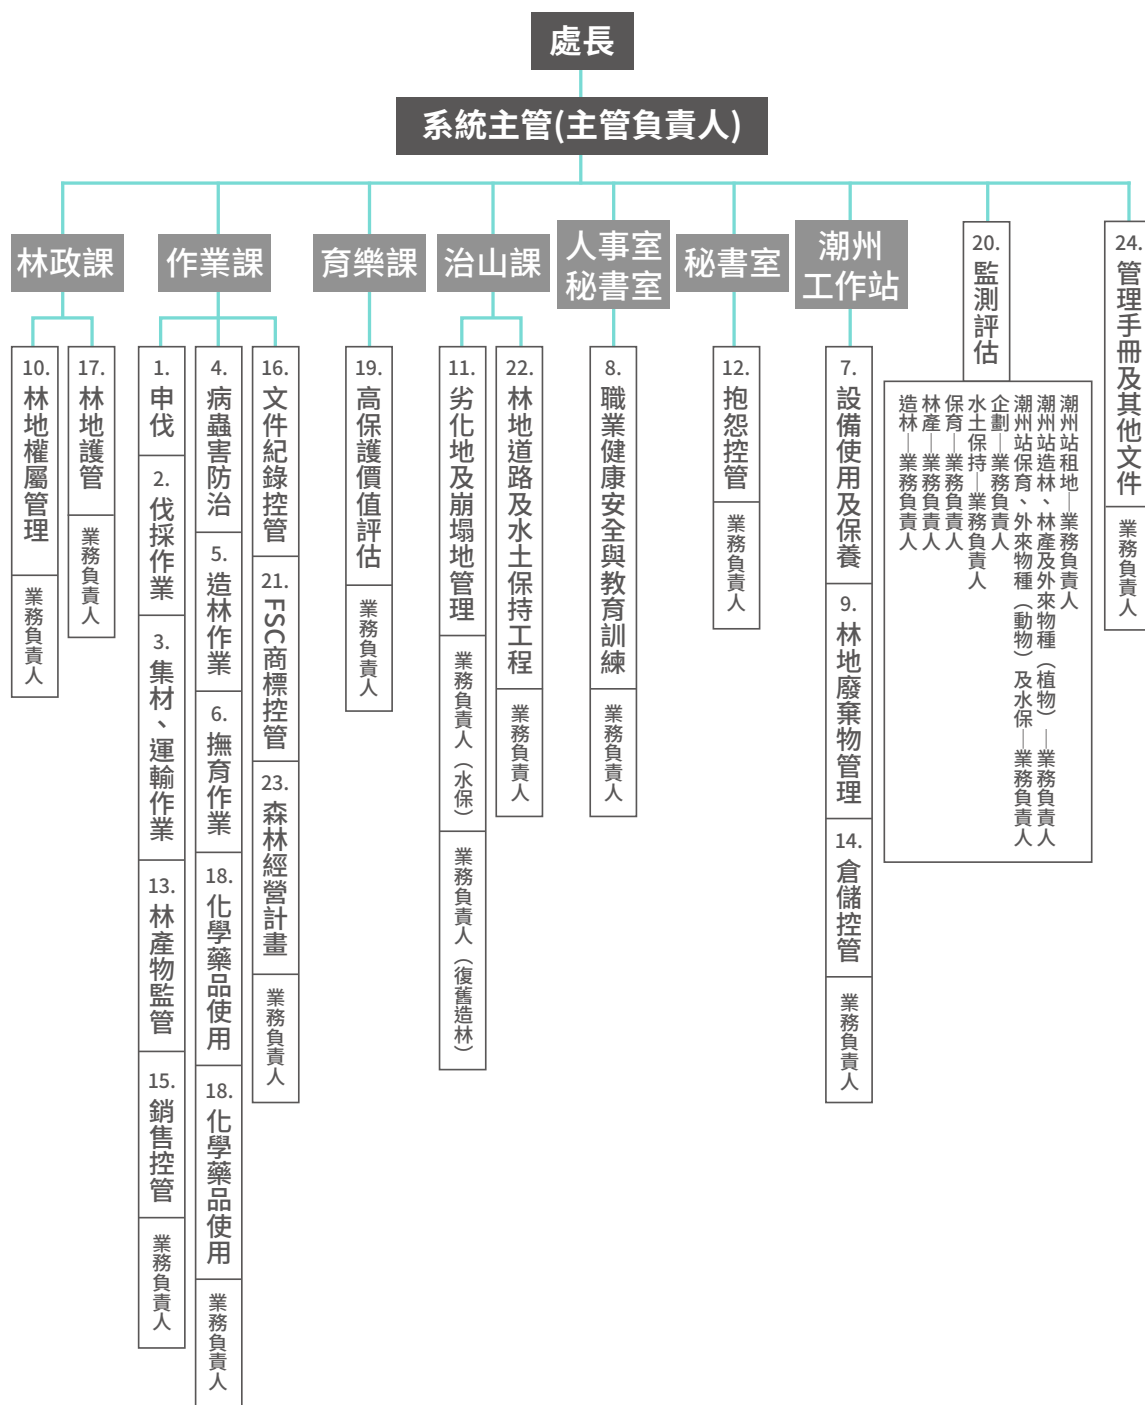 處長
系統主管(主管負責人)
林政課
作業課
育樂課
治山課
人事室
秘書室
秘書室
潮州
工作站
10.
林地權屬管理
業務負責人
17.
林地護管
業務負責人
1.
申伐
2.
伐採作業
3.
集材、運輸作業
13.
林產物監管
15.
銷售控管
業務負責人
4.
病蟲害防治
5.
造林作業
6.
撫育作業
18.
化學藥品使用
18.
化學藥品使用
業務負責人
16.
文件紀錄控管
21.
FSC商標控管
23.
森林經營計畫
業務負責人
19.
高保護價值評估
業務負責人
11.
劣化地及崩塌地管理
業務負責人（水保）
業務負責人（復舊造林）
22.
林地道路及水土保持工程
業務負責人
8.
職業健康安全與教育訓練
業務負責人
12.
抱怨控管
業務負責人
7.
設備使用及保養
9.
林地廢棄物管理
14.
倉儲控管
業務負責人
20.
監測評估
潮州站租地—業務負責人
潮州站造林、林產及外來物種（植物）—業務負責人
潮州站保育、外來物種（動物）及水保—業務負責人
企劃—業務負責人
水土保持—業務負責人
保育—業務負責人
林產—業務負責人
造林—業務負責人
24.
管理手冊及其他文件
業務負責人